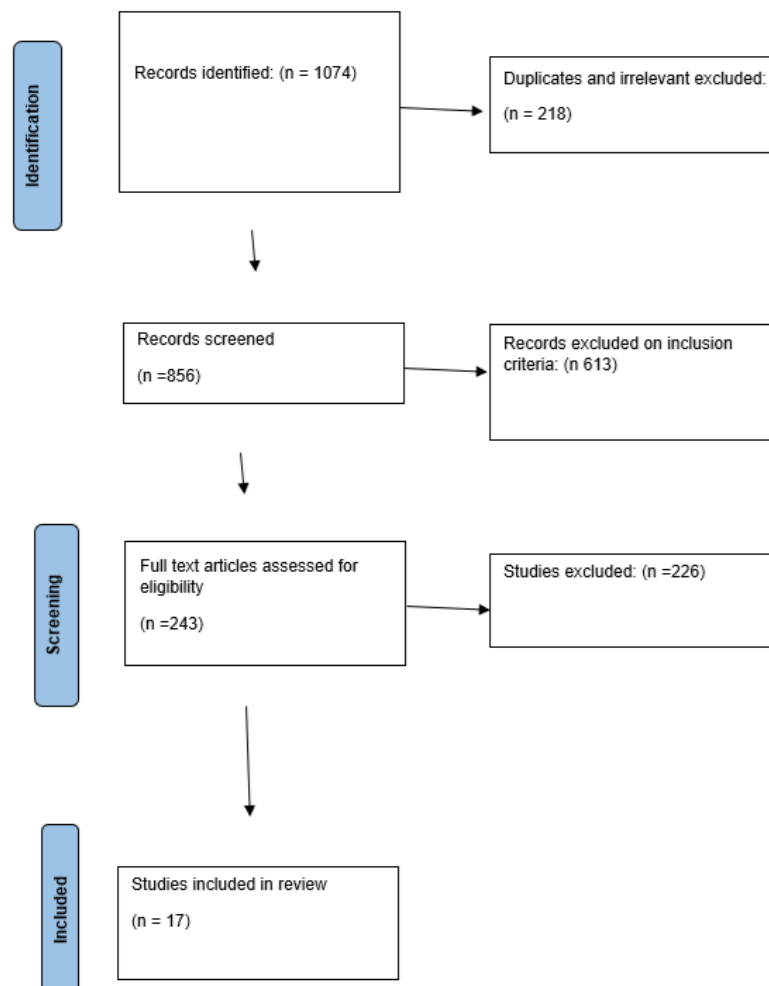 Identification
Records identified: (n = 1074)
Duplicates and irrelevant excluded:
(n = 218)
Records screened
(n =856)
Records excluded on inclusion
criteria: (n 613)
Screening
Full text articles assessed for
eligibility
(n =243)
Studies excluded: (n =226)
Included
Studies included in review
(n = 17)